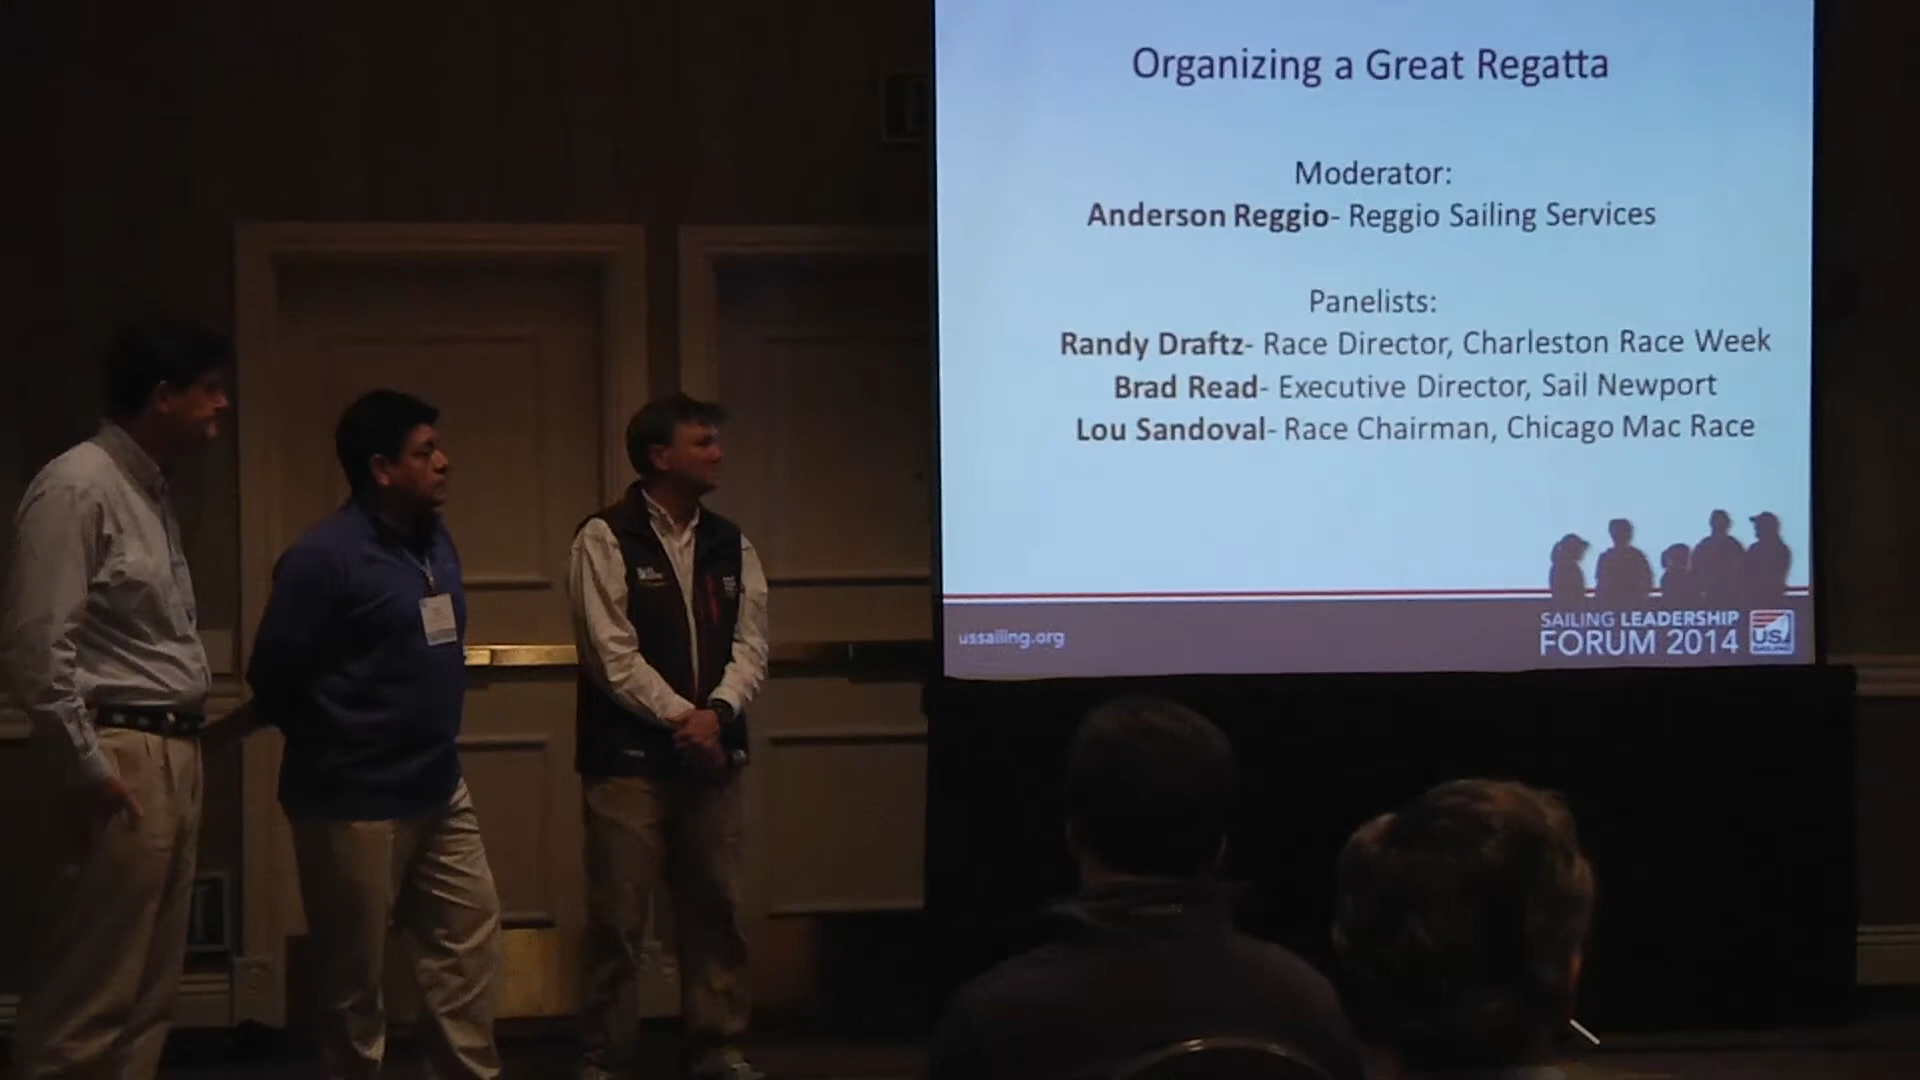 Organizing a Great Regatta
Moderator:
Anderson Reggio- Reggio Sailing Services
Panelists:
Randy Draftz- Race Director, Charleston Race Week
Brad Read- Executive Director, Sail Newport
Lou Sandoval- Race Chairman, Chicago Mac Race
ussailing.org
SAILING LEADERSHIP
FORUM 2014
US
SAILING